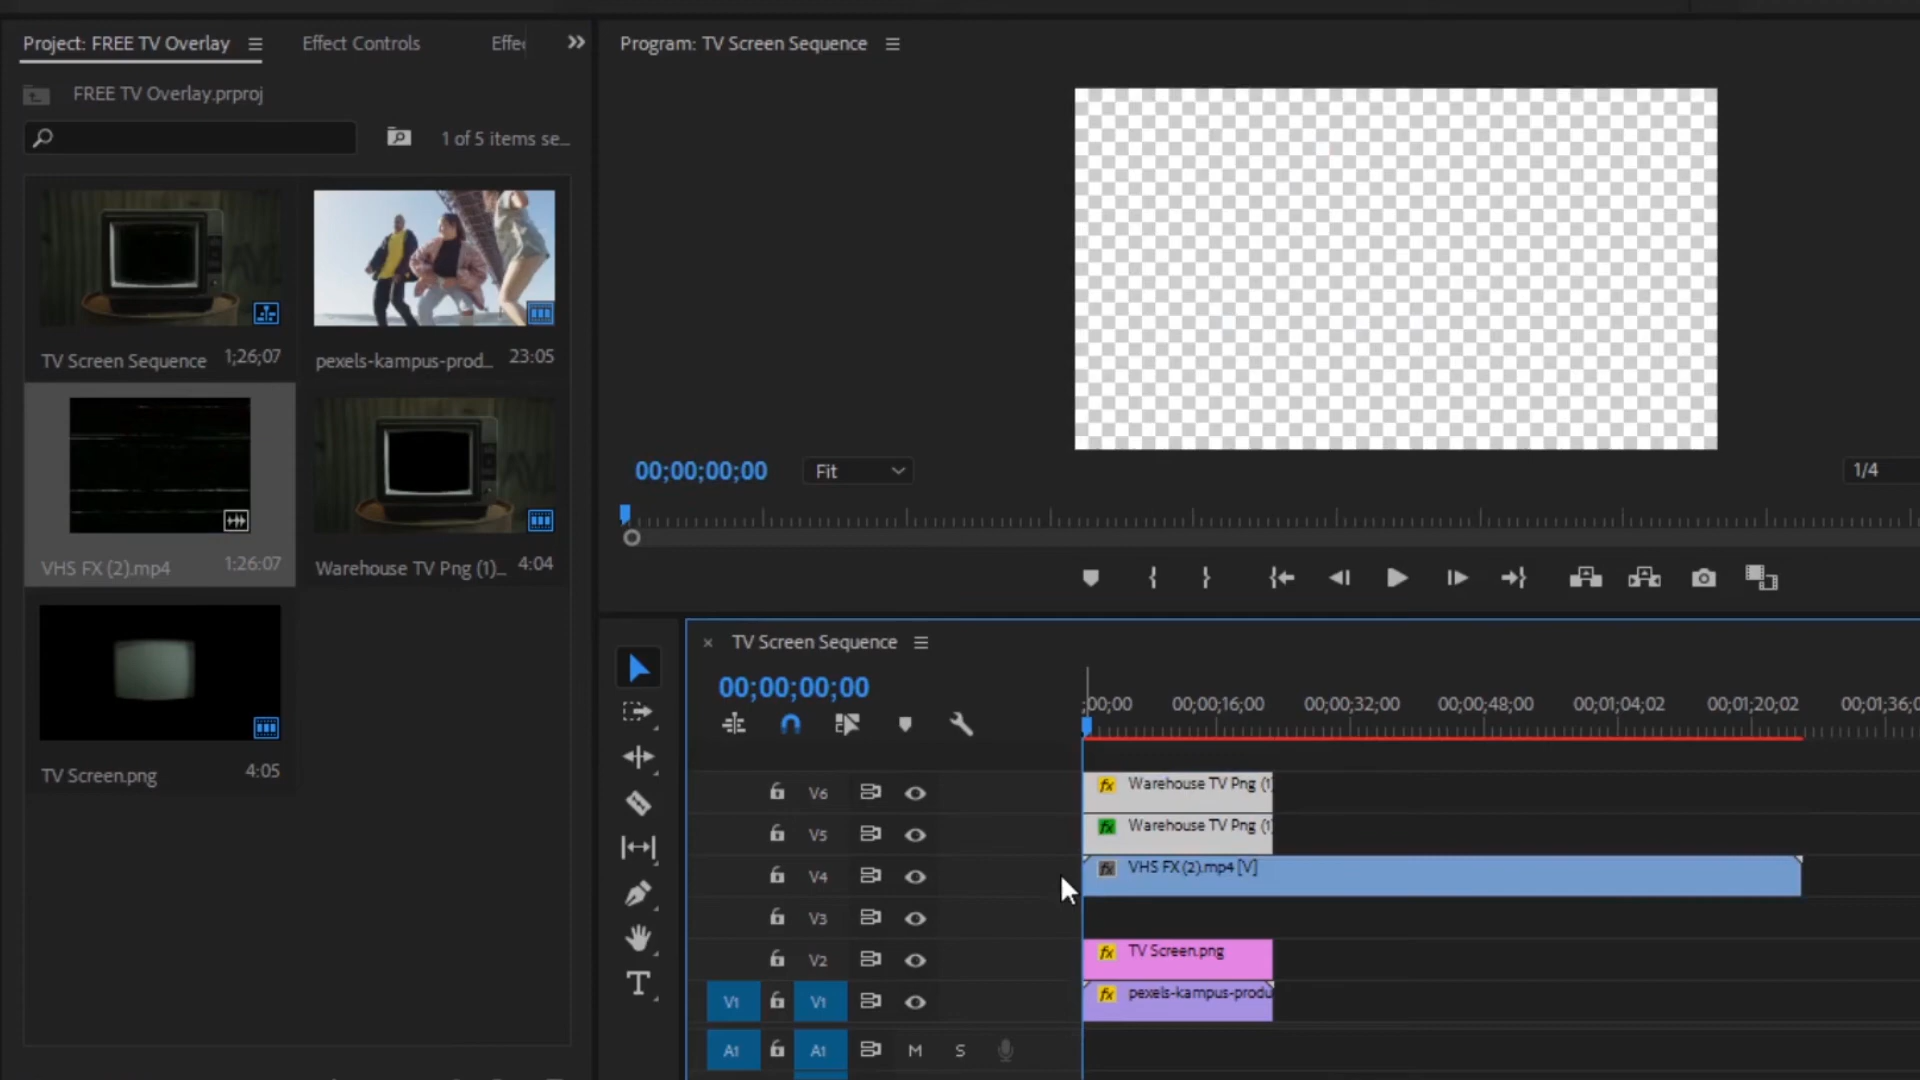 Project: FREE TV Overlay
Effect Controls
Effec
FREE TV Overlay.prproj
1 of 5 items se...
TV Screen Sequence 1;26;07
pexels-kampus-prod... 23:05
VHS FX (2).mp4 1:26:07
Warehouse TV Png (1)... 4:04
TV Screen.png 4:05
Program: TV Screen Sequence
00;00;00;00
Fit
1/4
× TV Screen Sequence
00;00;00;00
;00;00 00;00;16;00 00;00;32;00 00;00;48;00 00;01;04;02 00;01;20;02 00;01;36;0
V6 fx Warehouse TV Png (1)
V5 fx Warehouse TV Png (1)
V4 fx VHS FX (2).mp4 [V]
V3
V2 fx TV Screen.png
V1 V1 fx pexels-kampus-produ
A1 A1 M S